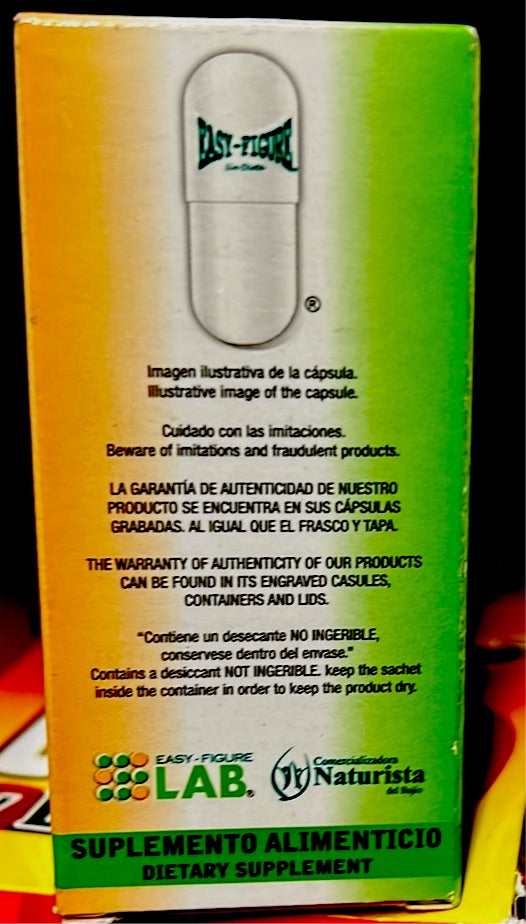 EASY-FIGURE
Sin Dieta
®
Imagen ilustrativa de la cápsula.
Illustrative image of the capsule.
Cuidado con las imitaciones.
Beware of imitations and fraudulent products.
LA GARANTÍA DE AUTENTICIDAD DE NUESTRO
PRODUCTO SE ENCUENTRA EN SUS CÁPSULAS
GRABADAS. AL IGUAL QUE EL FRASCO Y TAPA.
THE WARRANTY OF AUTHENTICITY OF OUR PRODUCTS
CAN BE FOUND IN ITS ENGRAVED CASULES,
CONTAINERS AND LIDS.
"Contiene un desecante NO INGERIBLE,
conservese dentro del envase."
Contains a desiccant NOT INGERIBLE. keep the sachet
inside the container in order to keep the product dry.
EASY-FIGURE
LAB®
Comercializadora
Naturista
del Bajío
SUPLEMENTO ALIMENTICIO
DIETARY SUPPLEMENT